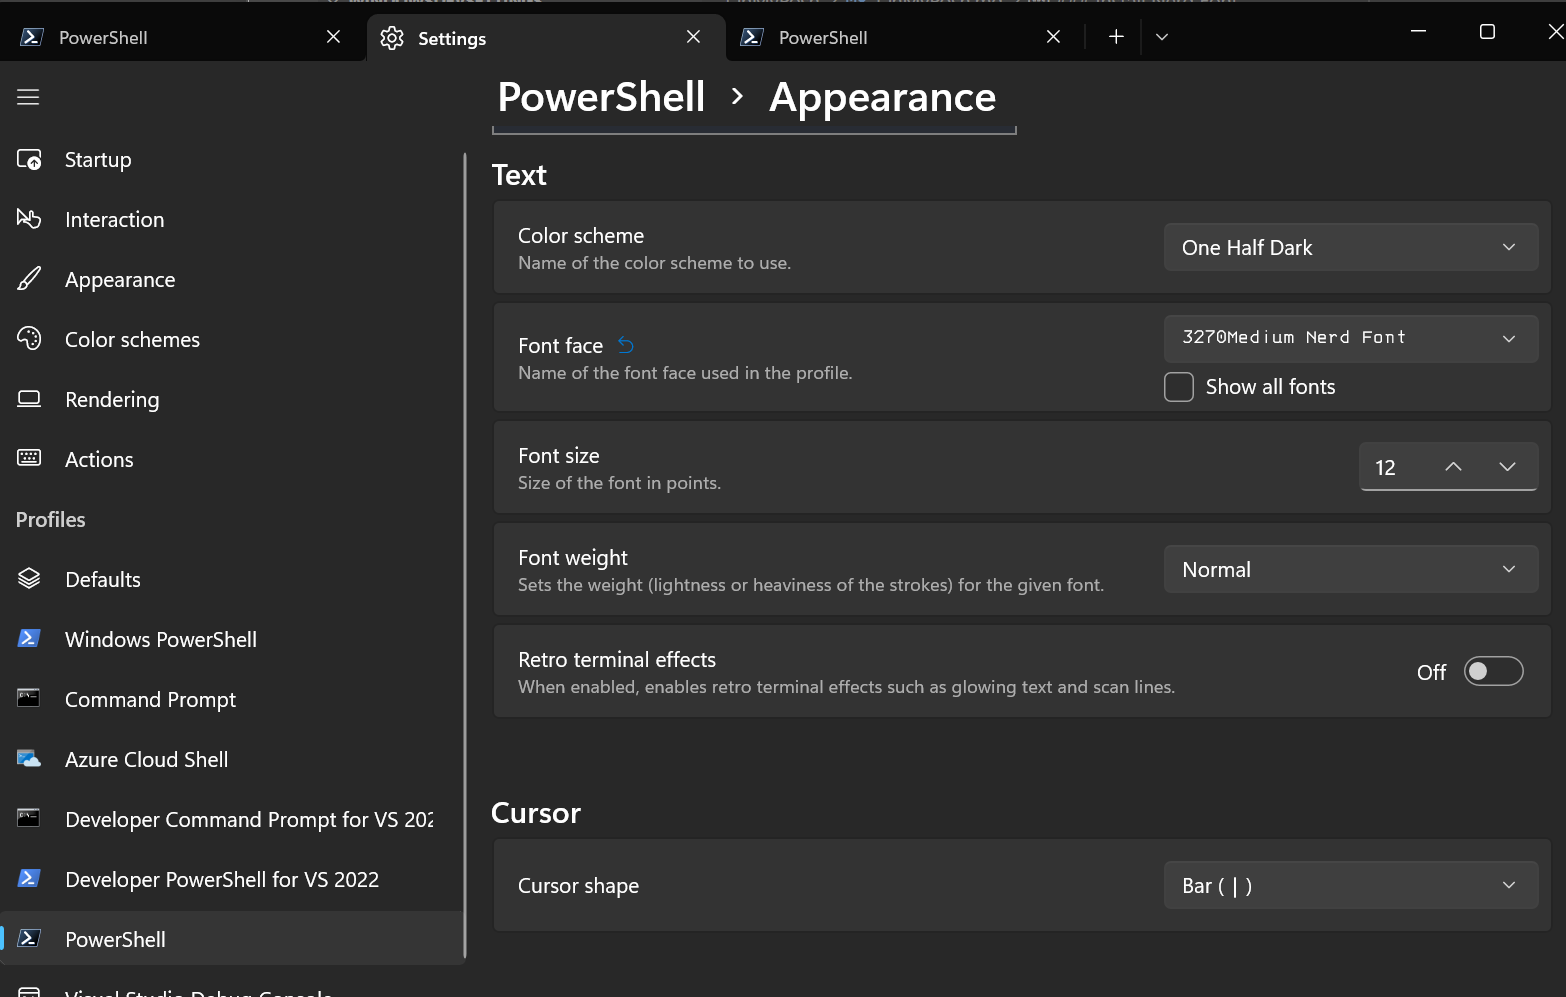 PowerShell
Settings
PowerShell
PowerShell > Appearance
Startup
Interaction
Appearance
Color schemes
Rendering
Actions
Profiles
Defaults
Windows PowerShell
Command Prompt
Azure Cloud Shell
Developer Command Prompt for VS 202
Developer PowerShell for VS 2022
PowerShell
Visual Studio Debug Console
Text
Color scheme
Name of the color scheme to use.
One Half Dark
Font face
Name of the font face used in the profile.
3270Medium Nerd Font
Show all fonts
Font size
Size of the font in points.
12
Font weight
Sets the weight (lightness or heaviness of the strokes) for the given font.
Normal
Retro terminal effects
When enabled, enables retro terminal effects such as glowing text and scan lines.
Off
Cursor
Cursor shape
Bar ( | )